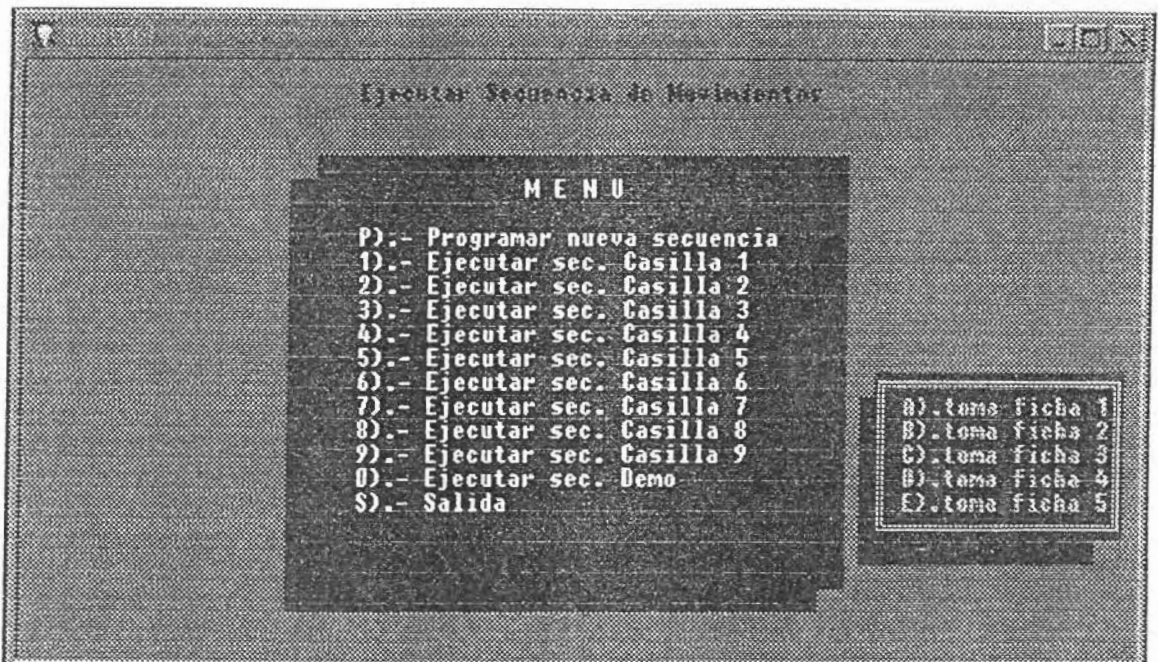 Ejecutar Secuencia de Movimientos
M E N U
P).- Programar nueva secuencia
1).- Ejecutar sec. Casilla 1
2).- Ejecutar sec. Casilla 2
3).- Ejecutar sec. Casilla 3
4).- Ejecutar sec. Casilla 4
5).- Ejecutar sec. Casilla 5
6).- Ejecutar sec. Casilla 6
7).- Ejecutar sec. Casilla 7
8).- Ejecutar sec. Casilla 8
9).- Ejecutar sec. Casilla 9
D).- Ejecutar sec. Demo
S).- Salida
A).toma ficha 1
B).toma ficha 2
C).toma ficha 3
D).toma ficha 4
E).toma ficha 5